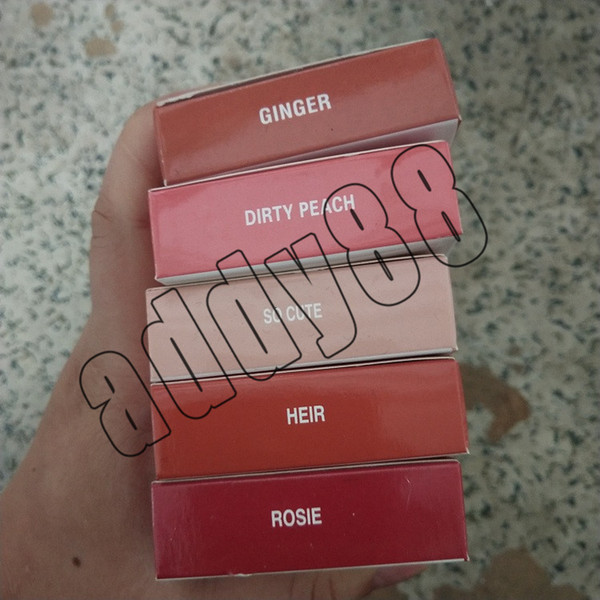 GINGER
DIRTY PEACH
SO CUTE
HEIR
ROSIE
addy88